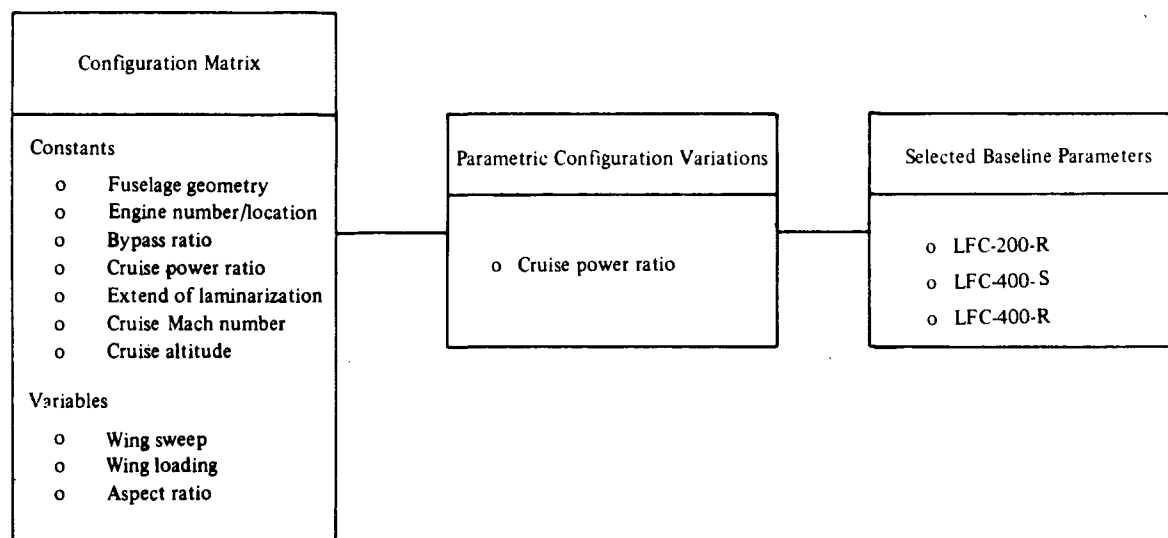 Configuration Matrix
Constants
o Fuselage geometry
o Engine number/location
o Bypass ratio
o Cruise power ratio
o Extend of laminarization
o Cruise Mach number
o Cruise altitude
Variables
o Wing sweep
o Wing loading
o Aspect ratio
Parametric Configuration Variations
o Cruise power ratio
Selected Baseline Parameters
o LFC-200-R
o LFC-400-S
o LFC-400-R